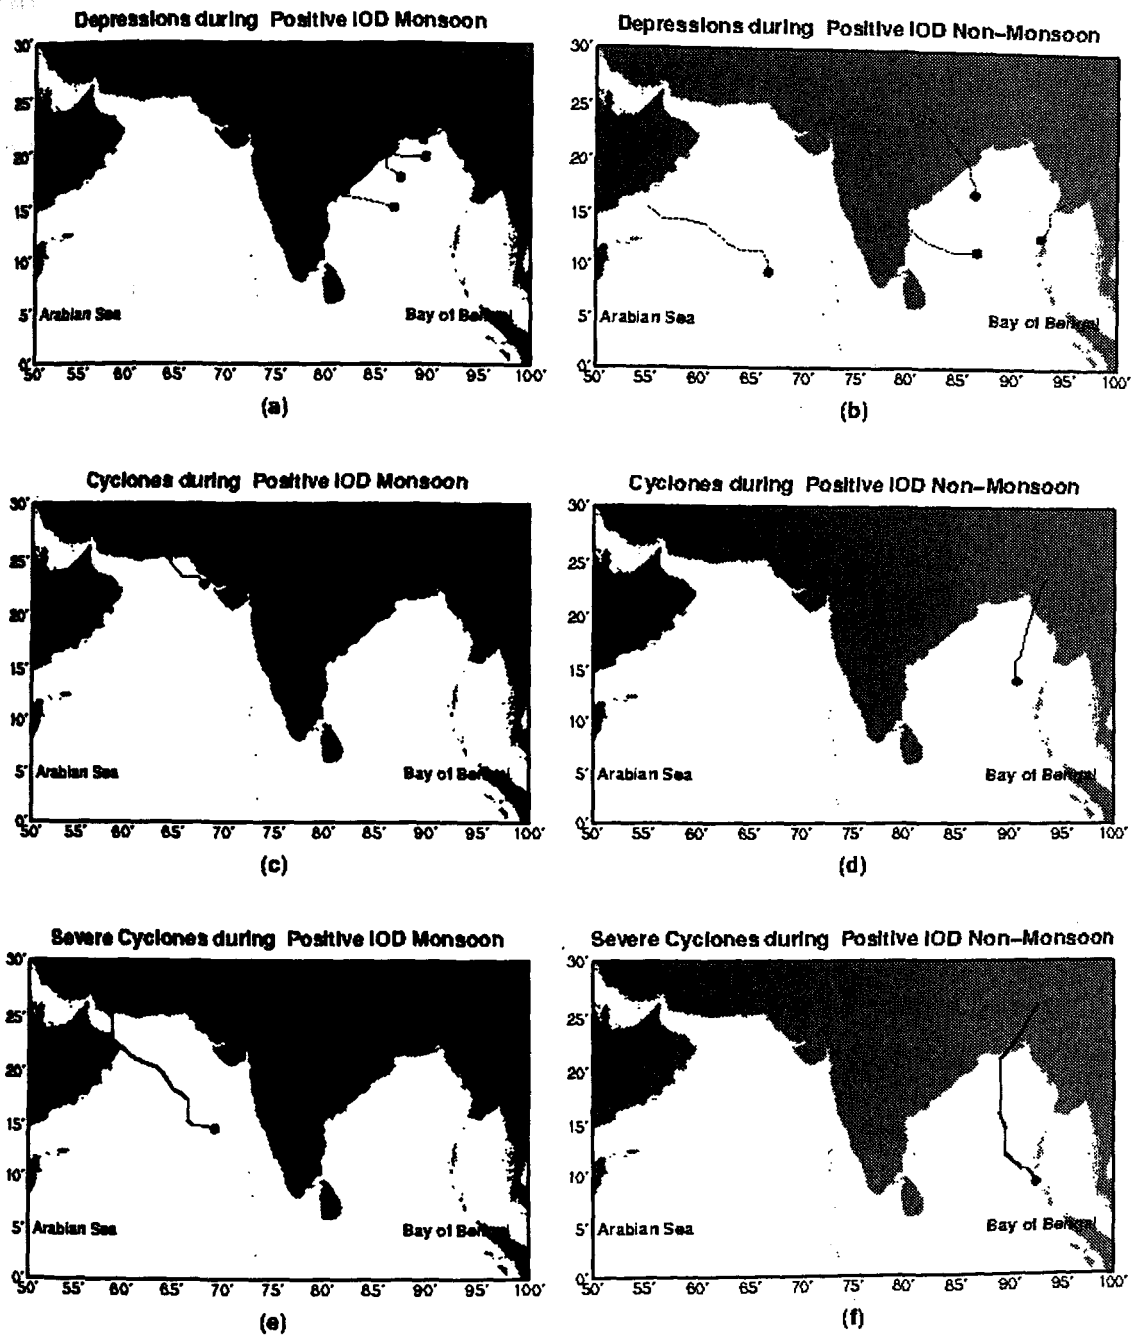 Depressions during Positive IOD Monsoon
30°
25°
20°
15°
10°
5°
0°
Arabian Sea
Bay of Bengal
50° 55° 60° 65° 70° 75° 80° 85° 90° 95° 100°
(a)
Depressions during Positive IOD Non-Monsoon
30°
25°
20°
15°
10°
5°
0°
Arabian Sea
Bay of Bengal
50° 55° 60° 65° 70° 75° 80° 85° 90° 95° 100°
(b)
Cyclones during Positive IOD Monsoon
30°
25°
20°
15°
10°
5°
0°
Arabian Sea
Bay of Bengal
50° 55° 60° 65° 70° 75° 80° 85° 90° 95° 100°
(c)
Cyclones during Positive IOD Non-Monsoon
30°
25°
20°
15°
10°
5°
0°
Arabian Sea
Bay of Bengal
50° 55° 60° 65° 70° 75° 80° 85° 90° 95° 100°
(d)
Severe Cyclones during Positive IOD Monsoon
30°
25°
20°
15°
10°
5°
0°
Arabian Sea
Bay of Bengal
50° 55° 60° 65° 70° 75° 80° 85° 90° 95° 100°
(e)
Severe Cyclones during Positive IOD Non-Monsoon
30°
25°
20°
15°
10°
5°
0°
Arabian Sea
Bay of Bengal
50° 55° 60° 65° 70° 75° 80° 85° 90° 95° 100°
(f)